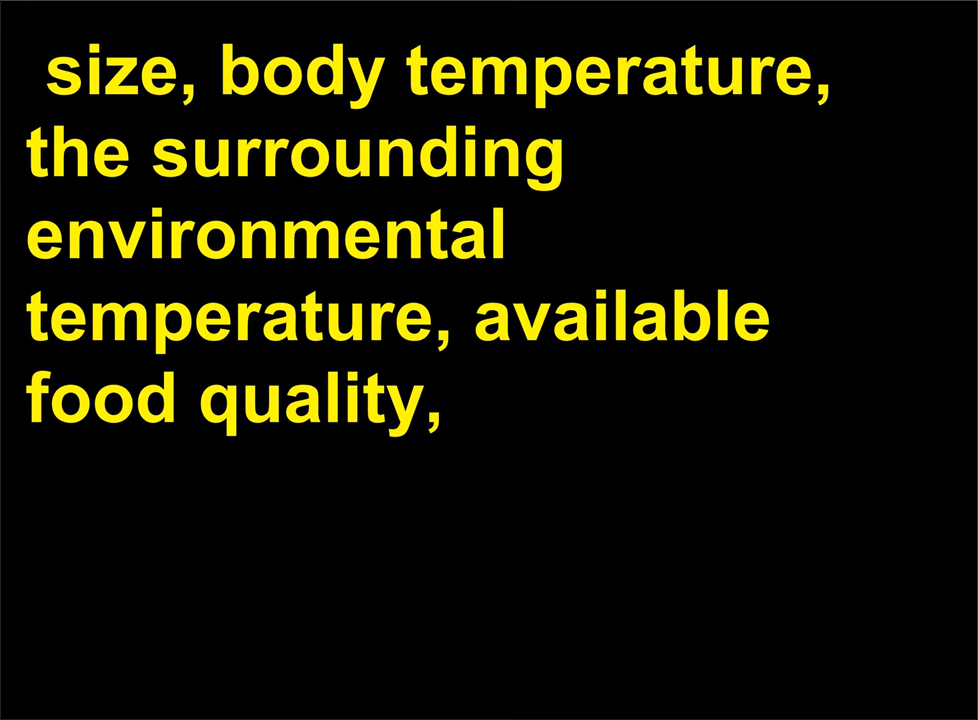 size, body temperature,
the surrounding
environmental
temperature, available
food quality,